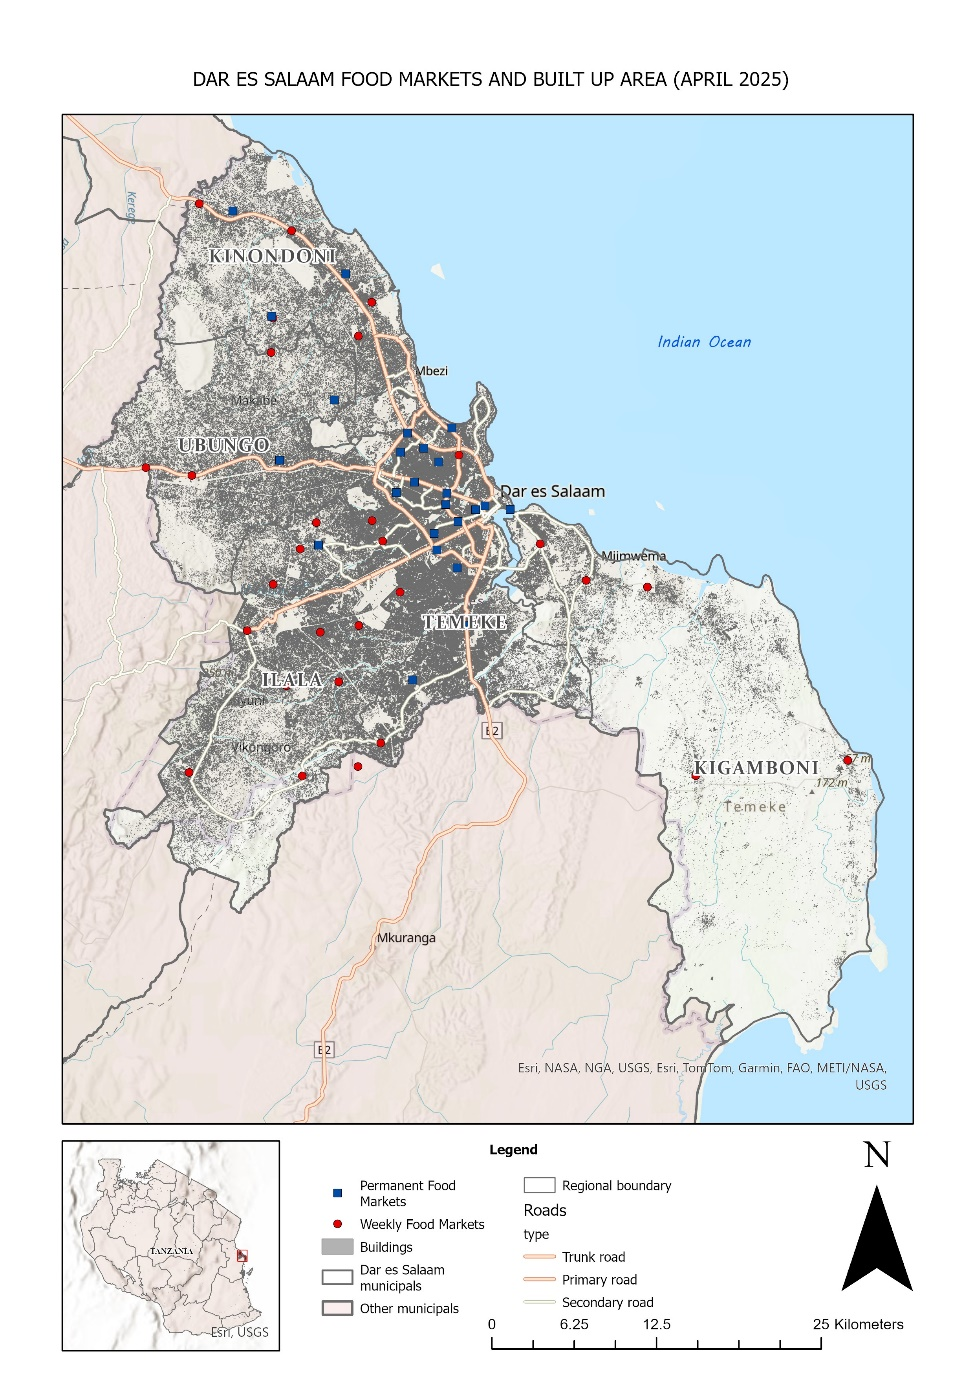 DAR ES SALAAM FOOD MARKETS AND BUILT UP AREA (APRIL 2025)
Kerege
KINONDONI
Indian Ocean
Mbezi
Makabe
UBUNGO
Dar es Salaam
Mjimwema
TEMEKE
ILALA
B2
Vikongoro
KIGAMBONI
67 m
172 m
Temeke
Mkuranga
B2
Esri, NASA, NGA, USGS, Esri, TomTom, Garmin, FAO, METI/NASA,
USGS
TANZANIA
Esri, USGS
Legend
Permanent Food
Markets
Weekly Food Markets
Buildings
Dar es Salaam
municipals
Other municipals
Regional boundary
Roads
type
Trunk road
Primary road
Secondary road
0 6.25 12.5 25 Kilometers
N